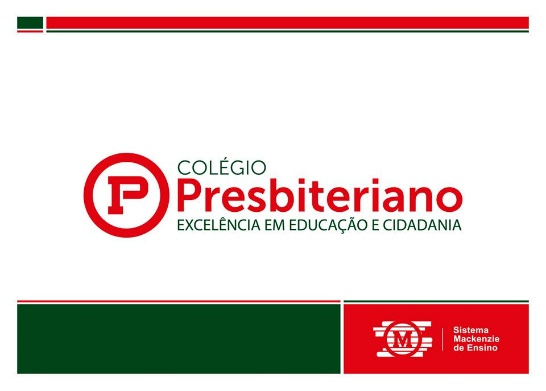 P
COLÉGIO
Presbiteriano
EXCELÊNCIA EM EDUCAÇÃO E CIDADANIA
M
Sistema
Mackenzie
de Ensino